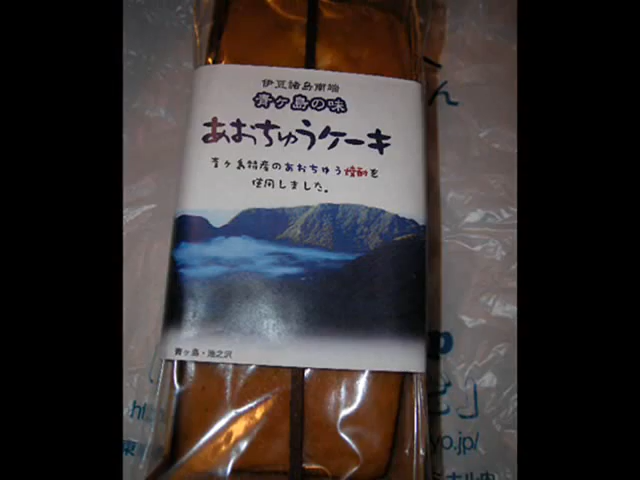 伊豆諸島南端
青ヶ島の味
あおちゅうケーキ
青ヶ島特産のあおちゅう焼酎を
使用しました。
青ヶ島・池之沢
yo.jp/